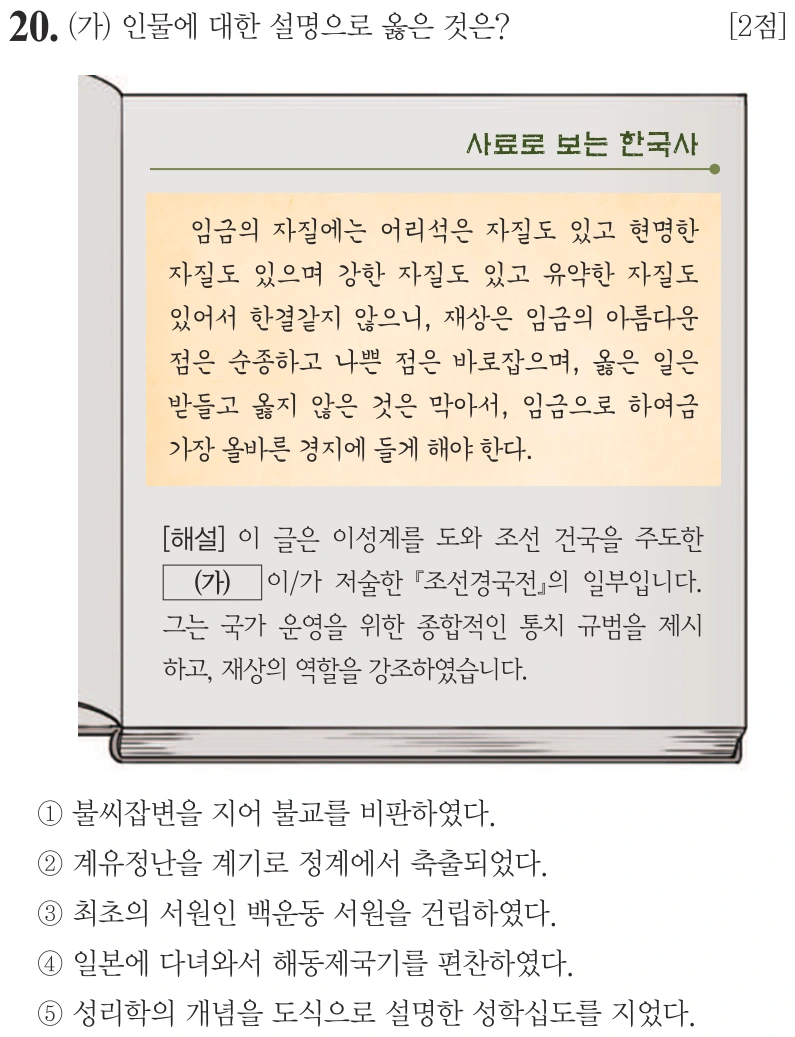 20. (가) 인물에 대한 설명으로 옳은 것은? [2점]
사료로 보는 한국사
임금의 자질에는 어리석은 자질도 있고 현명한
자질도 있으며 강한 자질도 있고 유약한 자질도
있어서 한결같지 않으니, 재상은 임금의 아름다운
점은 순종하고 나쁜 점은 바로잡으며, 옳은 일은
받들고 옳지 않은 것은 막아서, 임금으로 하여금
가장 올바른 경지에 들게 해야 한다.
[해설] 이 글은 이성계를 도와 조선 건국을 주도한
(가) 이/가 저술한 『조선경국전』의 일부입니다.
그는 국가 운영을 위한 종합적인 통치 규범을 제시
하고, 재상의 역할을 강조하였습니다.
① 불씨잡변을 지어 불교를 비판하였다.
② 계유정난을 계기로 정계에서 축출되었다.
③ 최초의 서원인 백운동 서원을 건립하였다.
④ 일본에 다녀와서 해동제국기를 편찬하였다.
⑤ 성리학의 개념을 도식으로 설명한 성학십도를 지었다.